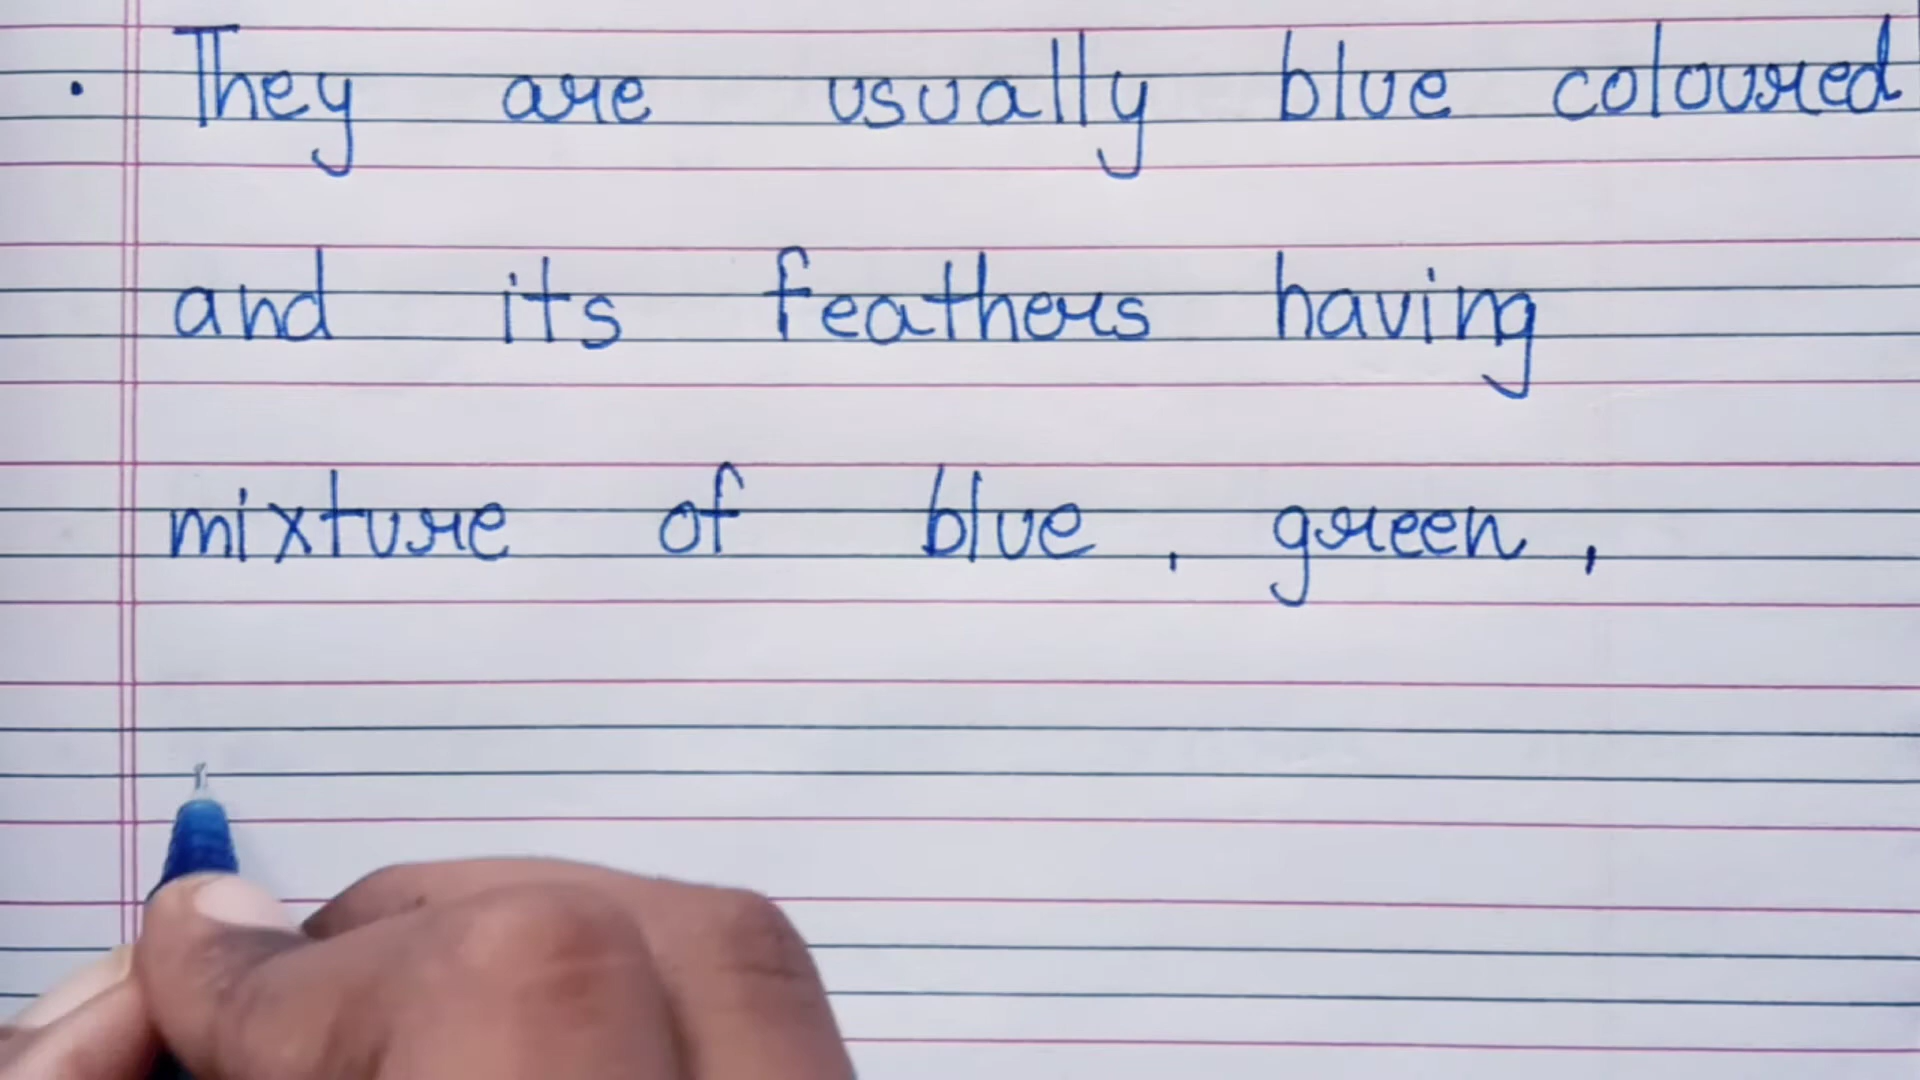 . They are usually blue coloured
and its feathers having
mixture of blue, green,